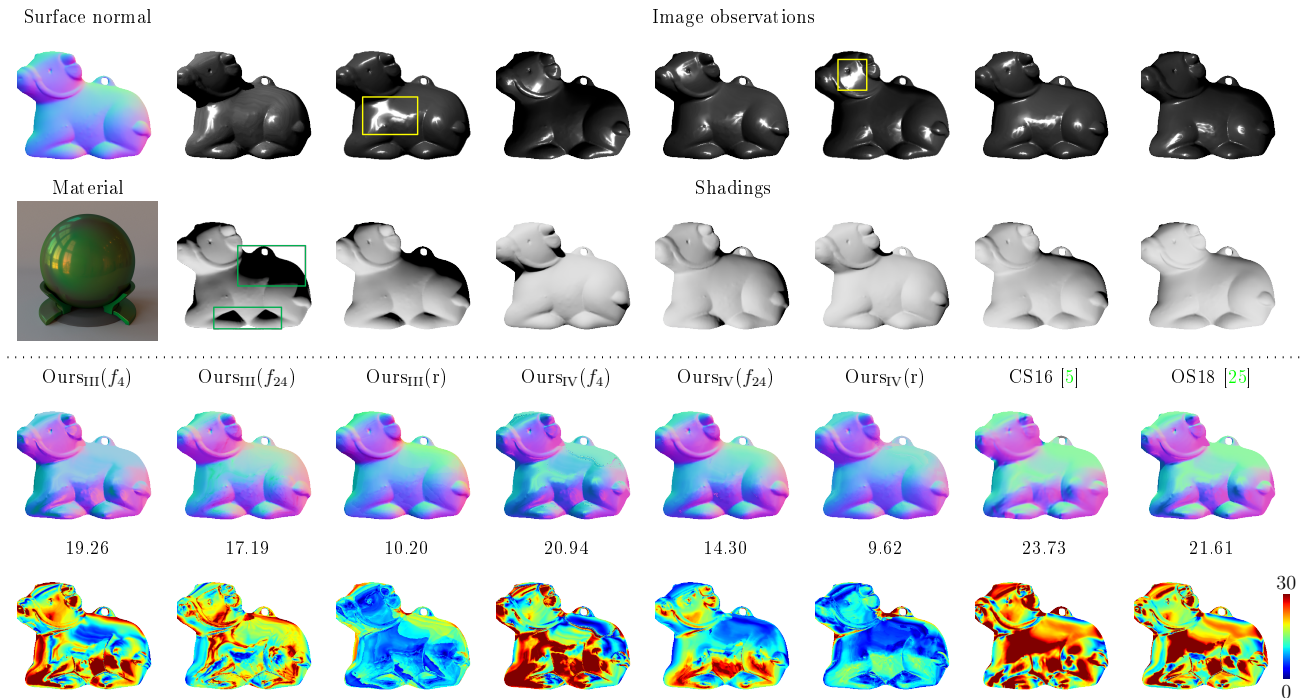 Surface normal Image observations
Material Shadings
Ours_III(f_4) Ours_III(f_24) Ours_III(r) Ours_IV(f_4) Ours_IV(f_24) Ours_IV(r) CS16 [5] OS18 [25]
19.26 17.19 10.20 20.94 14.30 9.62 23.73 21.61
30
0